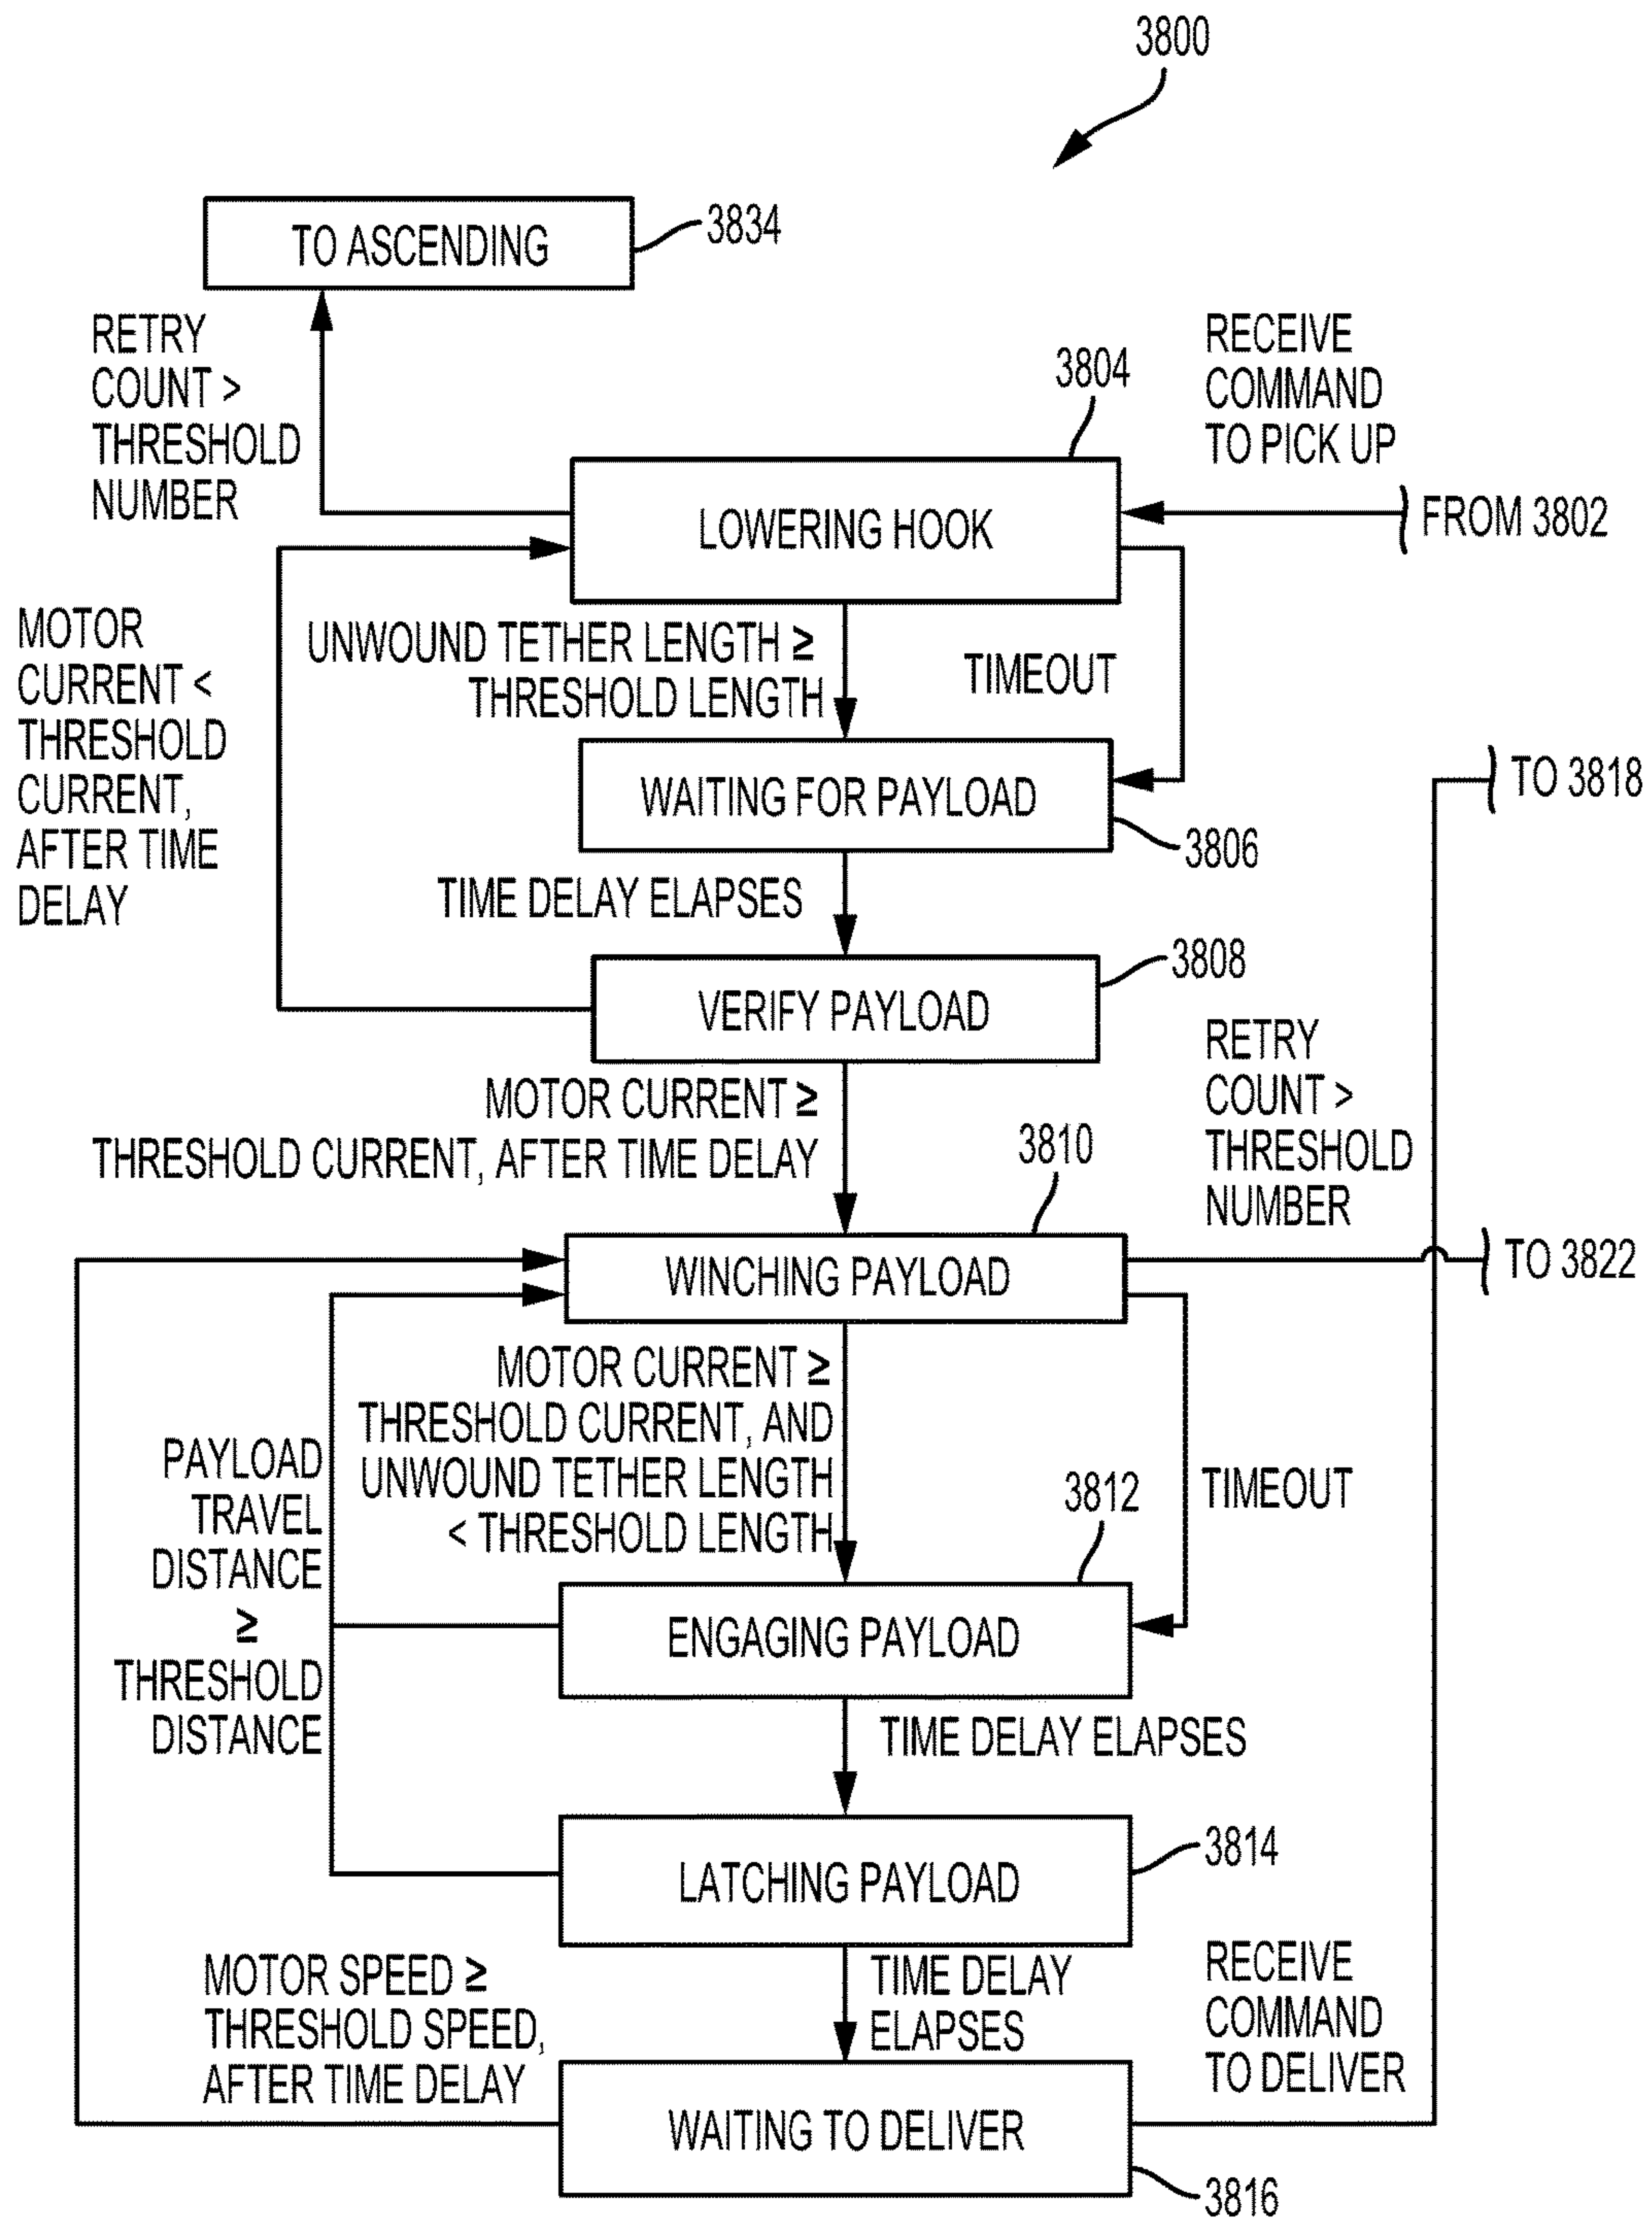 3800
TO ASCENDING
3834
RETRY
COUNT >
THRESHOLD
NUMBER
3804
RECEIVE
COMMAND
TO PICK UP
LOWERING HOOK
FROM 3802
MOTOR
CURRENT <
THRESHOLD
CURRENT,
AFTER TIME
DELAY
UNWOUND TETHER LENGTH ≥
THRESHOLD LENGTH
TIMEOUT
WAITING FOR PAYLOAD
3806
TO 3818
TIME DELAY ELAPSES
3808
VERIFY PAYLOAD
MOTOR CURRENT ≥
THRESHOLD CURRENT, AFTER TIME DELAY
RETRY
COUNT >
THRESHOLD
NUMBER
3810
WINCHING PAYLOAD
TO 3822
MOTOR CURRENT ≥
THRESHOLD CURRENT, AND
UNWOUND TETHER LENGTH
< THRESHOLD LENGTH
PAYLOAD
TRAVEL
DISTANCE
≥
THRESHOLD
DISTANCE
3812
TIMEOUT
ENGAGING PAYLOAD
TIME DELAY ELAPSES
LATCHING PAYLOAD
3814
MOTOR SPEED ≥
THRESHOLD SPEED,
AFTER TIME DELAY
TIME DELAY
ELAPSES
RECEIVE
COMMAND
TO DELIVER
WAITING TO DELIVER
3816